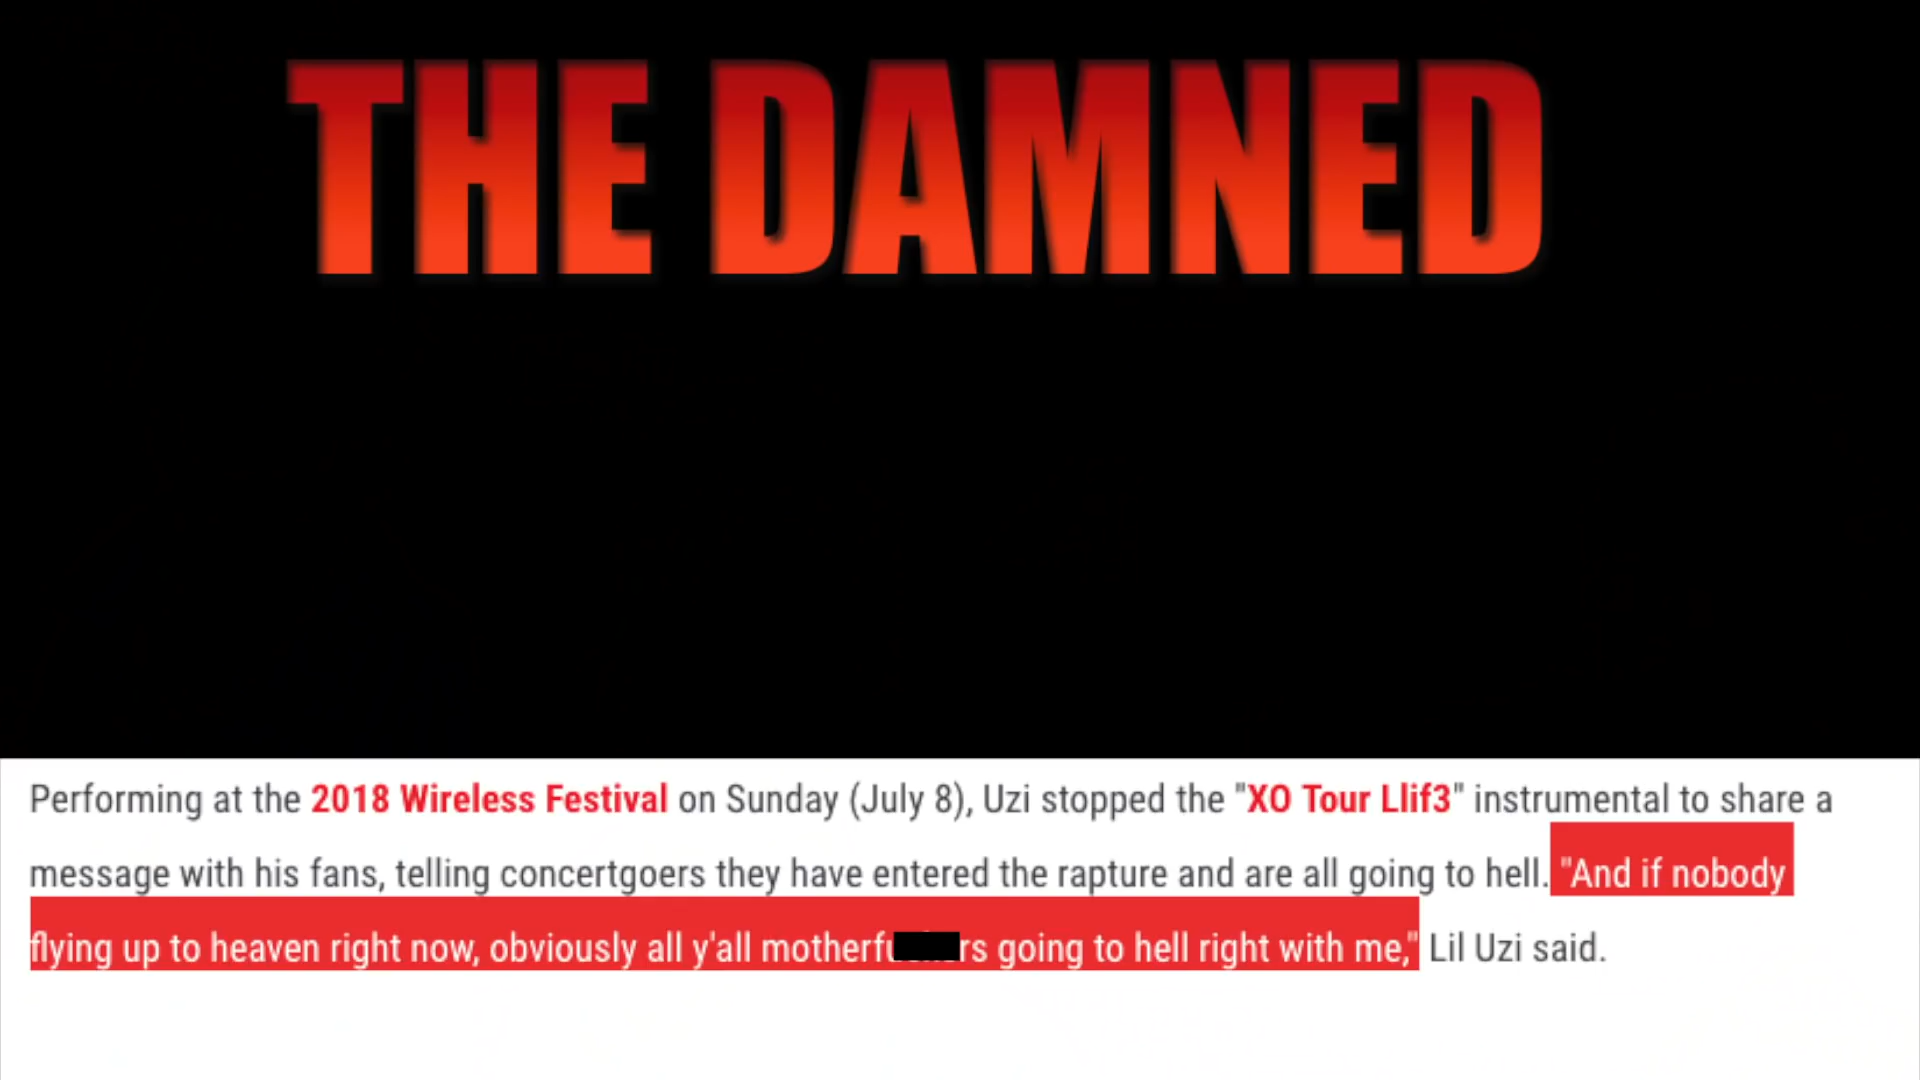 THE DAMNED
Performing at the 2018 Wireless Festival on Sunday (July 8), Uzi stopped the "XO Tour Llif3" instrumental to share a
message with his fans, telling concertgoers they have entered the rapture and are all going to hell. "And if nobody
flying up to heaven right now, obviously all y'all going to hell right with me," Lil Uzi said.